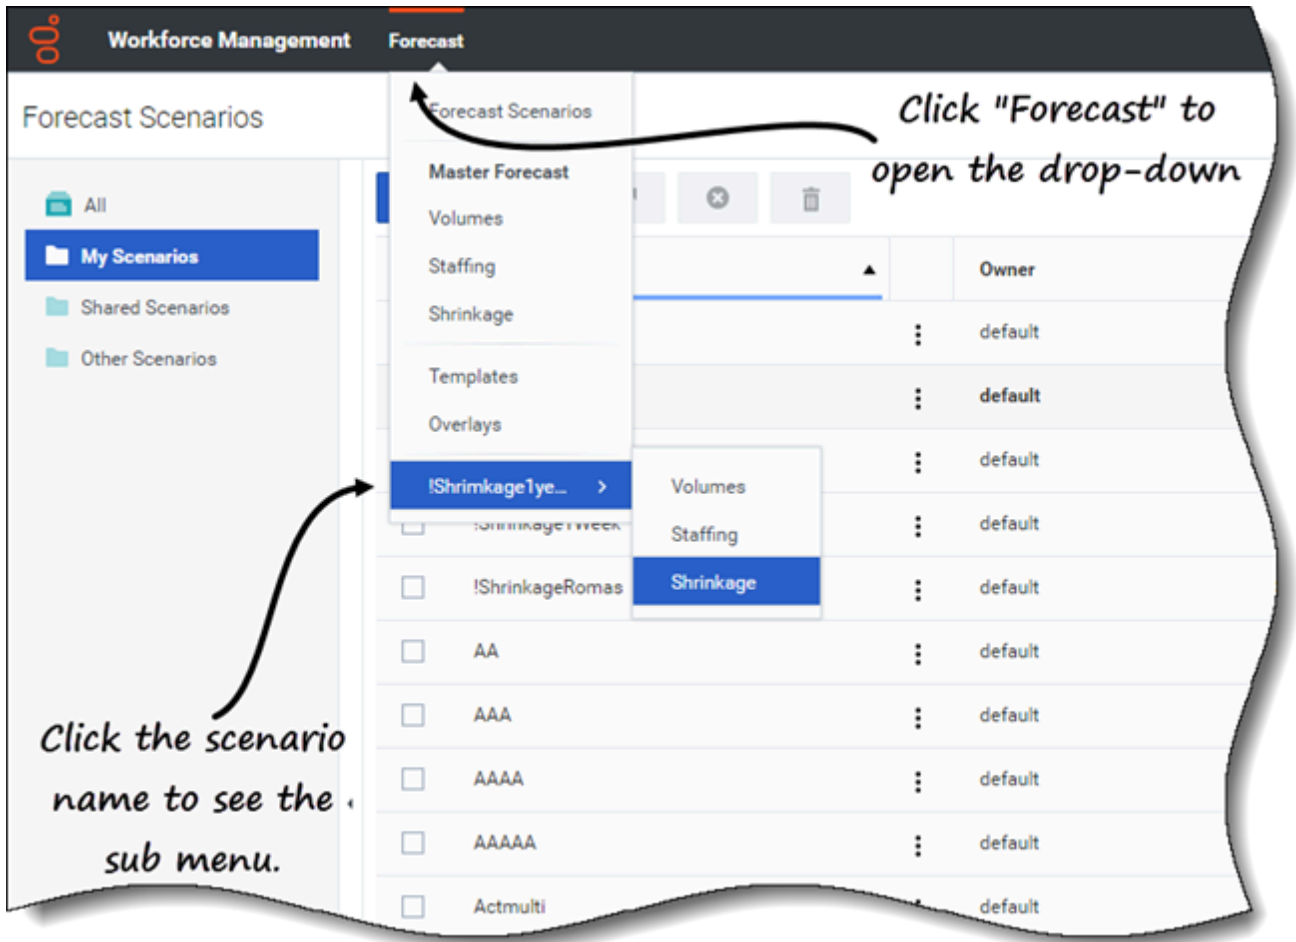 Workforce Management
Forecast
Forecast Scenarios
Forecast Scenarios
Click "Forecast" to
open the drop-down
All
My Scenarios
Shared Scenarios
Other Scenarios
Master Forecast
Volumes
Staffing
Shrinkage
Templates
Overlays
!Shrimkage1ye...
Volumes
Staffing
Shrinkage
Owner
default
default
default
!Shrinkage1Week
default
!ShrinkageRomas
default
AA
default
AAA
default
AAAA
default
AAAAA
default
Actmulti
default
Click the scenario
name to see the
sub menu.